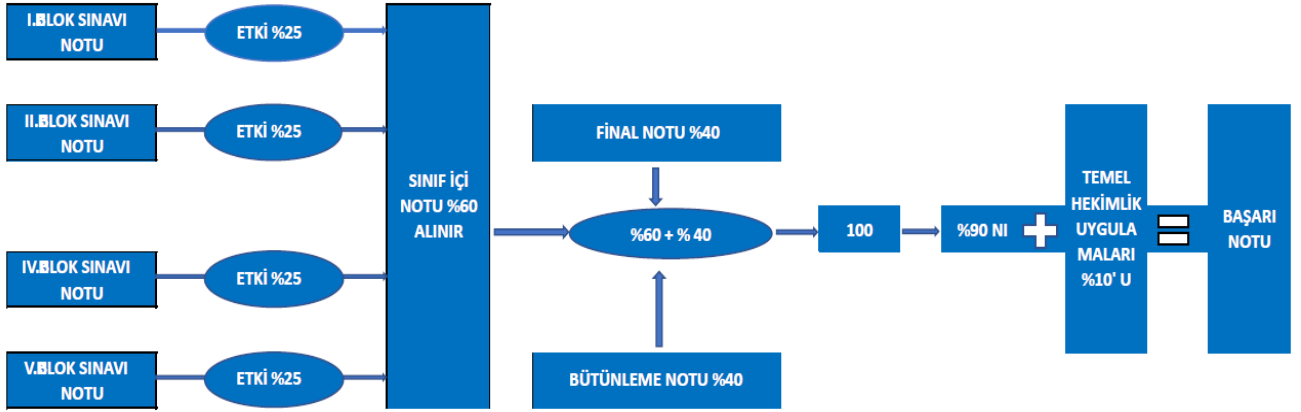 I.BLOK SINAVI
NOTU
ETKİ %25
II.BLOK SINAVI
NOTU
ETKİ %25
IV.BLOK SINAVI
NOTU
ETKİ %25
V.BLOK SINAVI
NOTU
ETKİ %25
SINIF İÇİ
NOTU %60
ALINIR
FİNAL NOTU %40
%60 + % 40
BÜTÜNLEME NOTU %40
100
%90 NI
TEMEL
HEKİMLİK
UYGULA
MALARI
%10' U
BAŞARI
NOTU